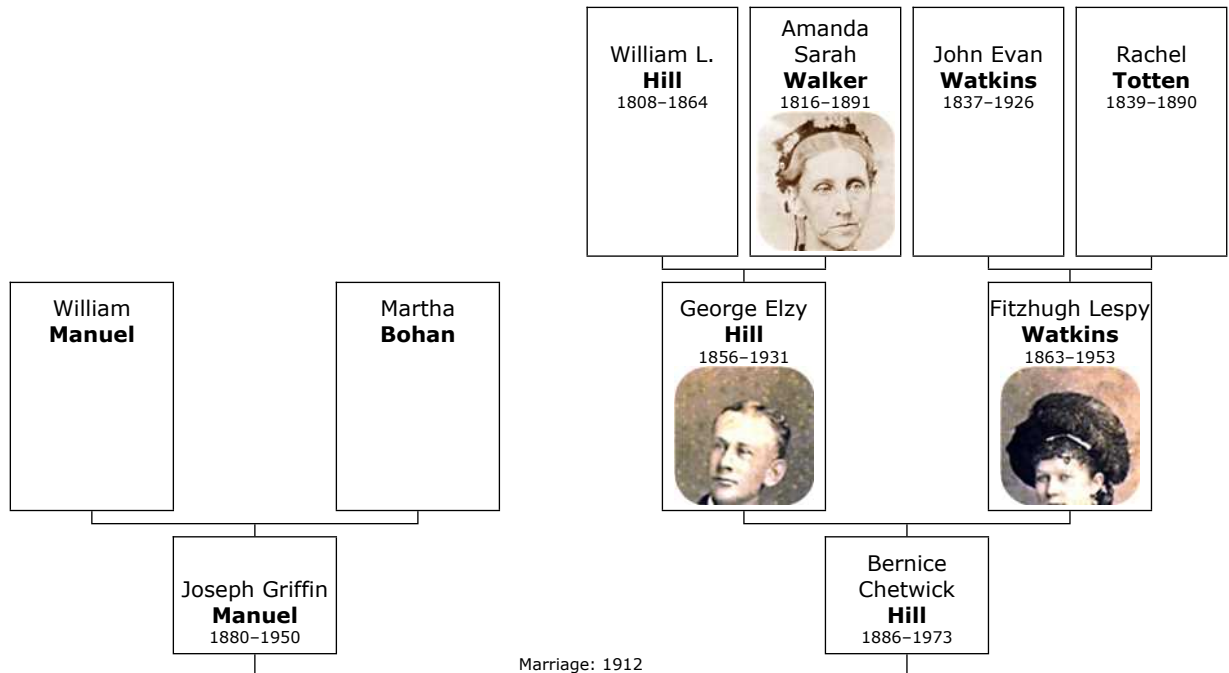 William L.
Hill
1808–1864
Amanda
Sarah
Walker
1816–1891
John Evan
Watkins
1837–1926
Rachel
Totten
1839–1890
William
Manuel
Martha
Bohan
George Elzy
Hill
1856–1931
Fitzhugh Lespy
Watkins
1863–1953
Joseph Griffin
Manuel
1880–1950
Bernice
Chetwick
Hill
1886–1973
Marriage: 1912